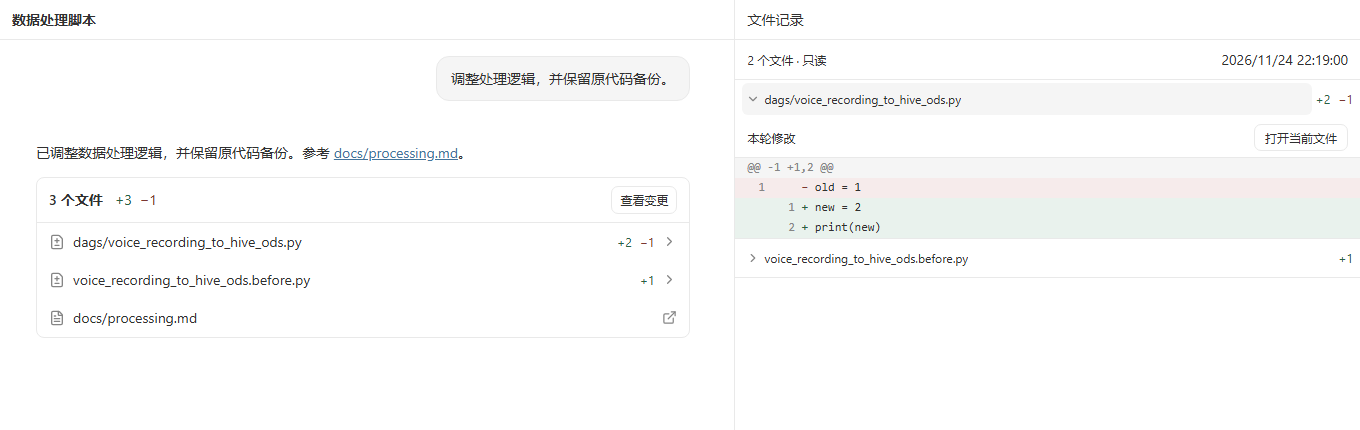 数据处理脚本
调整处理逻辑，并保留原代码备份。
已调整数据处理逻辑，并保留原代码备份。参考 docs/processing.md。
3 个文件 +3 −1 查看变更
dags/voice_recording_to_hive_ods.py +2 −1
voice_recording_to_hive_ods.before.py +1
docs/processing.md
文件记录
2 个文件 · 只读 2026/11/24 22:19:00
dags/voice_recording_to_hive_ods.py +2 −1
本轮修改 打开当前文件
@@ -1 +1,2 @@
1 − old = 1
1 + new = 2
2 + print(new)
voice_recording_to_hive_ods.before.py +1